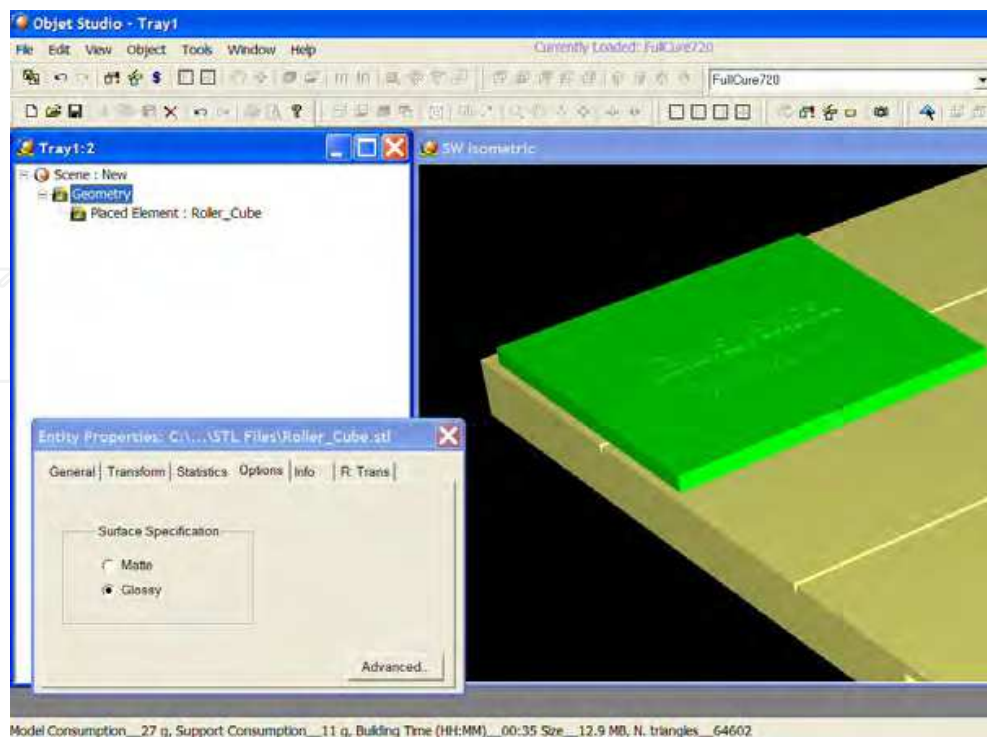 Objet Studio - Tray1
File Edit View Object Tools Window Help
Currently Loaded: FullCure720
FullCure720
Tray1:2
SW Isometric
Scene : New
Geometry
Placed Element : Roller_Cube
Entity Properties: C:\...\STL Files\Roller_Cube.stl
General Transform Statistics Options Info R. Trans
Surface Specification
Matte
Glossy
Advanced..
Model Consumption__27 g, Support Consumption__11 g, Building Time (HH:MM)__00:35 Size__12.9 MB, N. triangles__64602